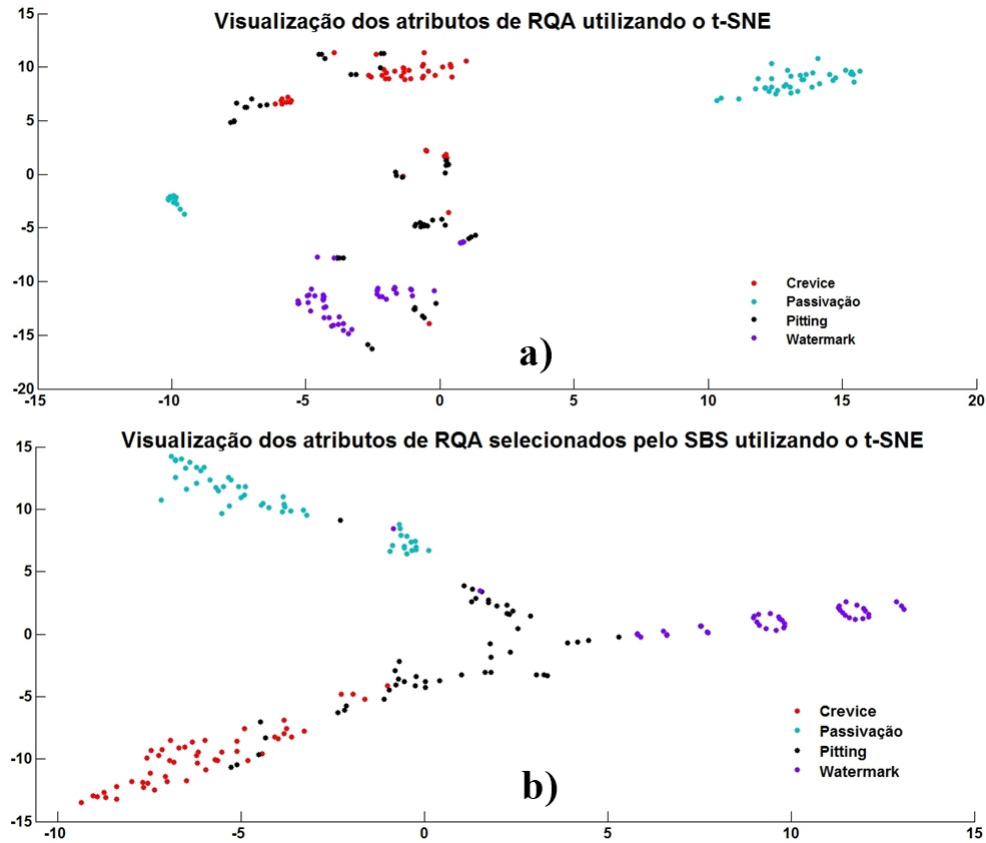 Visualização dos atributos de RQA utilizando o t-SNE
15
10
5
0
-5
-10
-15
-20
-15
-10
-5
0
5
10
15
20
Crevice
Passivação
Pitting
Watermark
a)
Visualização dos atributos de RQA selecionados pelo SBS utilizando o t-SNE
15
10
5
0
-5
-10
-15
-10
-5
0
5
10
15
Crevice
Passivação
Pitting
Watermark
b)